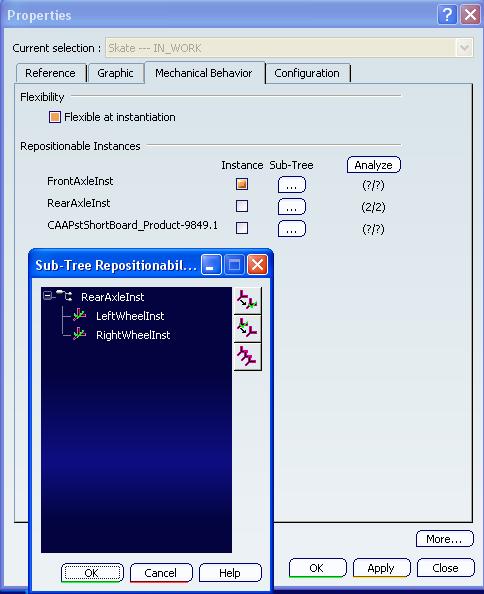 Properties
Current selection : Skate --- IN_WORK
Reference Graphic Mechanical Behavior Configuration
Flexibility
Flexible at instantiation
Repositionable Instances
Instance Sub-Tree Analyze
FrontAxleInst ... (?/?)
RearAxleInst ... (2/2)
CAAPstShortBoard_Product-9849.1 ... (?/?)
Sub-Tree Repositionabil...
RearAxleInst
LeftWheelInst
RightWheelInst
OK Cancel Help
More...
OK Apply Close